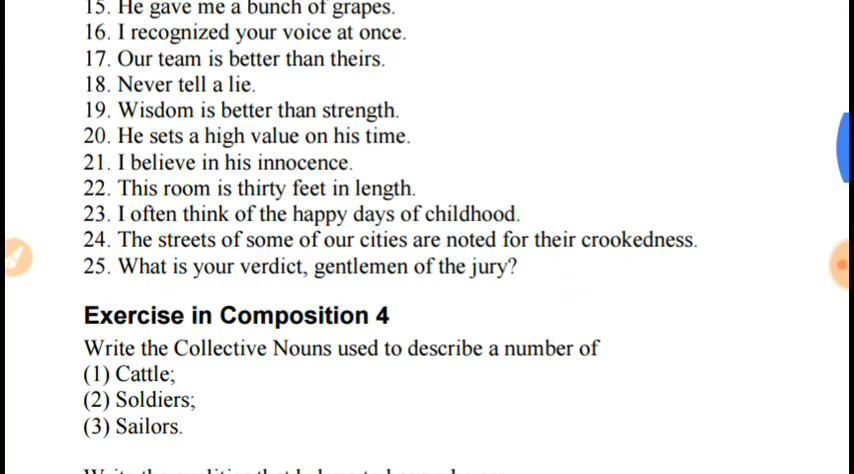 15. He gave me a bunch of grapes.
16. I recognized your voice at once.
17. Our team is better than theirs.
18. Never tell a lie.
19. Wisdom is better than strength.
20. He sets a high value on his time.
21. I believe in his innocence.
22. This room is thirty feet in length.
23. I often think of the happy days of childhood.
24. The streets of some of our cities are noted for their crookedness.
25. What is your verdict, gentlemen of the jury?
Exercise in Composition 4
Write the Collective Nouns used to describe a number of
(1) Cattle;
(2) Soldiers;
(3) Sailors.